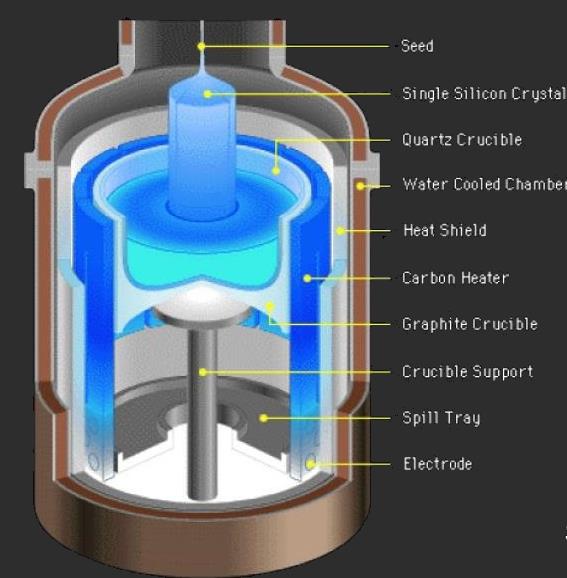 Seed
Single Silicon Crystal
Quartz Crucible
Water Cooled Chamber
Heat Shield
Carbon Heater
Graphite Crucible
Crucible Support
Spill Tray
Electrode